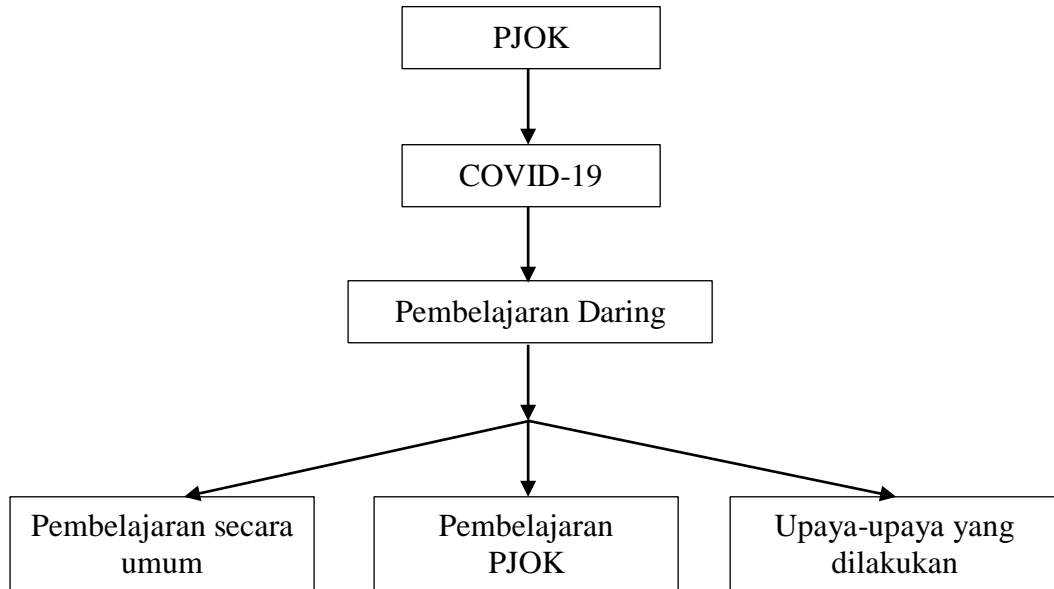 PJOK
COVID-19
Pembelajaran Daring
Pembelajaran secara
umum
Pembelajaran
PJOK
Upaya-upaya yang
dilakukan